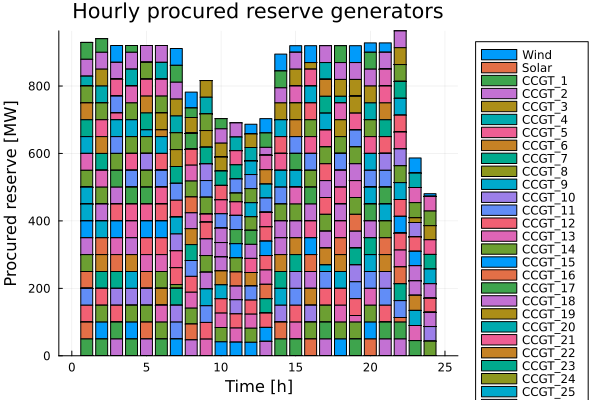 Hourly procured reserve generators
Procured reserve [MW]
800
600
400
200
0
0
5
10
15
20
25
Time [h]
Wind
Solar
CCGT_1
CCGT_2
CCGT_3
CCGT_4
CCGT_5
CCGT_6
CCGT_7
CCGT_8
CCGT_9
CCGT_10
CCGT_11
CCGT_12
CCGT_13
CCGT_14
CCGT_15
CCGT_16
CCGT_17
CCGT_18
CCGT_19
CCGT_20
CCGT_21
CCGT_22
CCGT_23
CCGT_24
CCGT_25